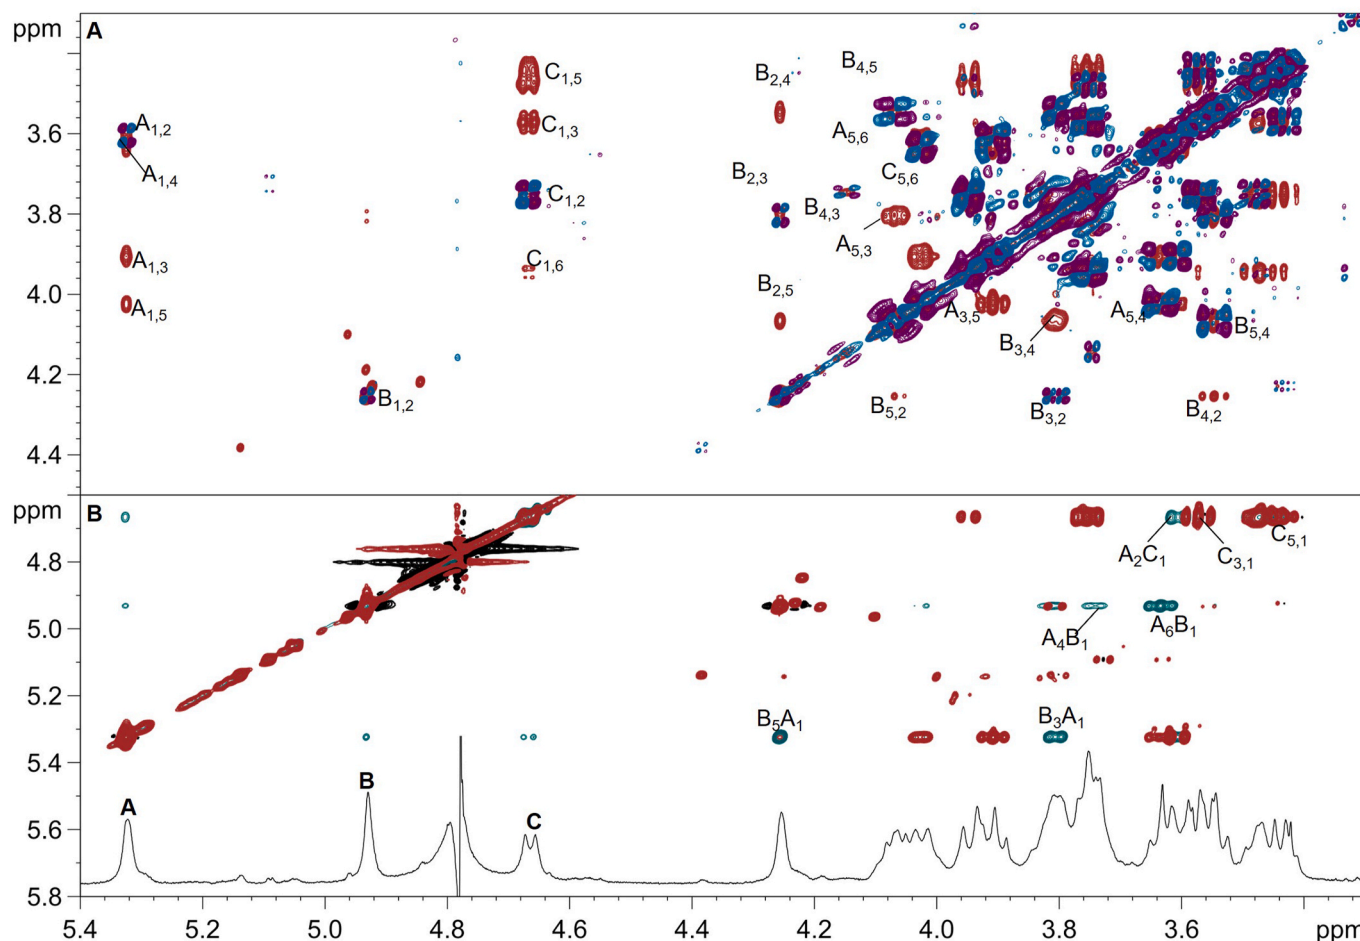 ppm
A
B2,4
B4,5
C1,5
A1,2
C1,3
3.6
A5,6
A1,4
C5,6
B2,3
C1,2
3.8
B4,3
A5,3
A1,3
C1,6
B2,5
4.0
A1,5
A3,5
A5,4
B3,4
B5,4
4.2
B1,2
B5,2
B3,2
B4,2
4.4
ppm
B
4.8
A2C1
C3,1
C5,1
5.0
A4B1
A6B1
5.2
B5A1
B3A1
5.4
A
B
C
5.6
5.8
5.4 5.2 5.0 4.8 4.6 4.4 4.2 4.0 3.8 3.6 ppm